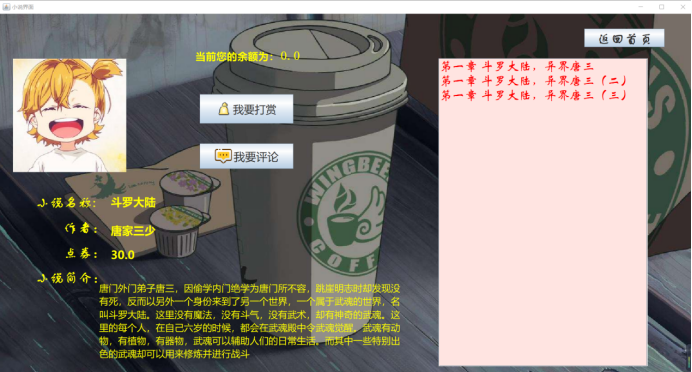 小说界面
返回首页
当前您的余额为：0.0
我要打赏
我要评论
第一章 斗罗大陆，异界唐三
第一章 斗罗大陆，异界唐三（二）
第一章 斗罗大陆，异界唐三（三）
小说名称： 斗罗大陆
作者： 唐家三少
点券： 30.0
小说简介：
唐门外门弟子唐三，因偷学内门绝学为唐门所不容，跳崖明志时却发现没
有死，反而以另外一个身份来到了另一个世界，一个属于武魂的世界，名
叫斗罗大陆。这里没有魔法，没有斗气，没有武术，却有神奇的武魂。这
里的每个人，在自己六岁的时候，都会在武魂殿中令武魂觉醒。武魂有动
物，有植物，有器物，武魂可以辅助人们的日常生活。而其中一些特别出
色的武魂却可以用来修炼并进行战斗
WINGBEE
COFFEE